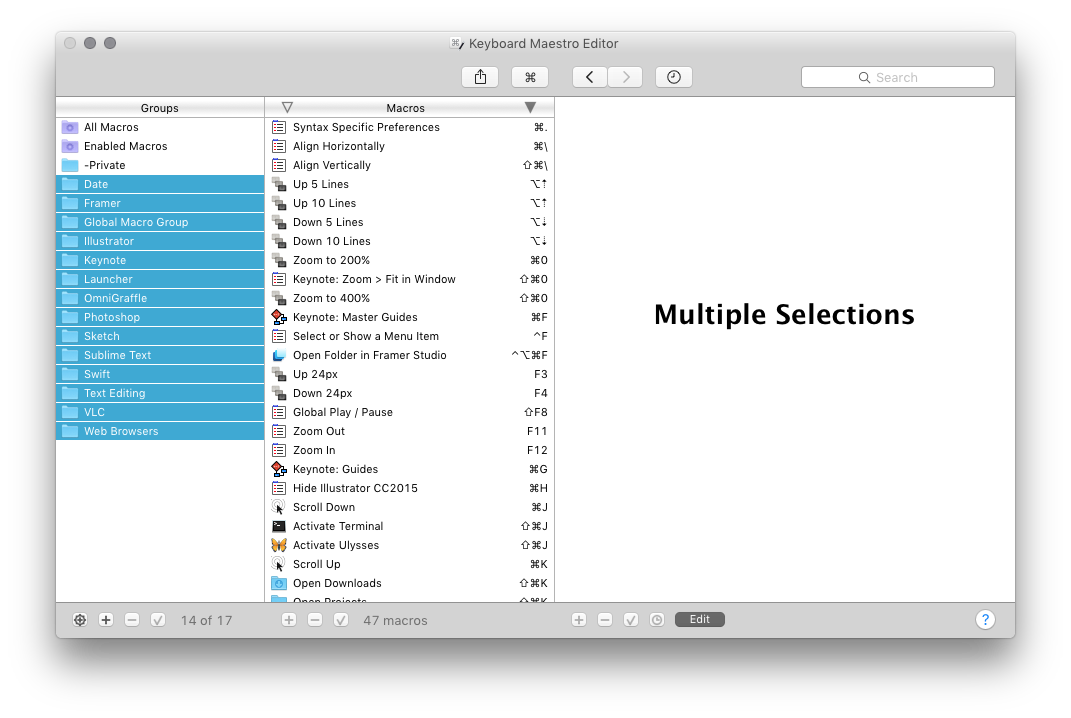 Keyboard Maestro Editor
⌘
Search
Groups
All Macros
Enabled Macros
-Private
Date
Framer
Global Macro Group
Illustrator
Keynote
Launcher
OmniGraffle
Photoshop
Sketch
Sublime Text
Swift
Text Editing
VLC
Web Browsers
Macros
Syntax Specific Preferences ⌘.
Align Horizontally ⌘\
Align Vertically ⇧⌘\
Up 5 Lines ⌥⇡
Up 10 Lines ⌥⇡
Down 5 Lines ⌥⇣
Down 10 Lines ⌥⇣
Zoom to 200% ⌘0
Keynote: Zoom > Fit in Window ⇧⌘0
Zoom to 400% ⇧⌘0
Keynote: Master Guides ⌘F
Select or Show a Menu Item ^F
Open Folder in Framer Studio ^⌥⌘F
Up 24px F3
Down 24px F4
Global Play / Pause ⇧F8
Zoom Out F11
Zoom In F12
Keynote: Guides ⌘G
Hide Illustrator CC2015 ⌘H
Scroll Down ⌘J
Activate Terminal ⇧⌘J
Activate Ulysses ⇧⌘J
Scroll Up ⌘K
Open Downloads ⇧⌘K
Open Projects ⇧⌘K
Multiple Selections
14 of 17
47 macros
Edit
?